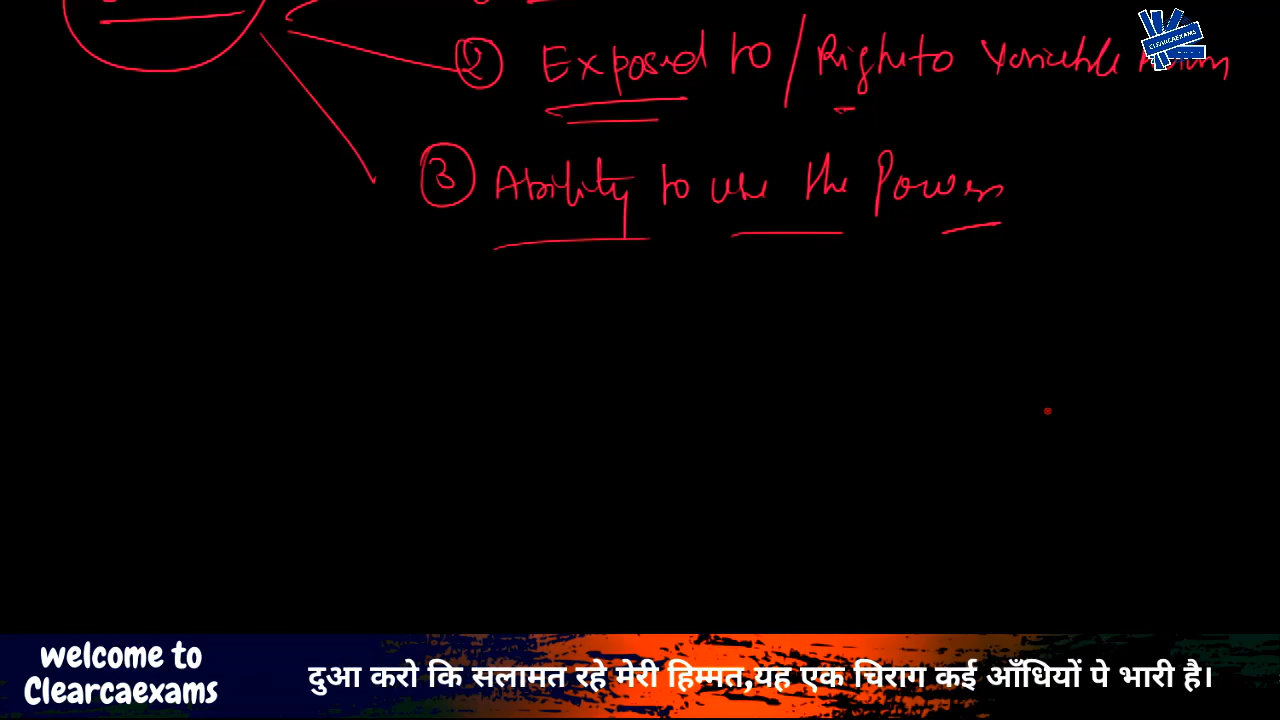 ② Exposed to / Right to Variable
CLEARCAEXAMS
③ Ability to use the Power
welcome to
Clearcaexams
दुआ करो कि सलामत रहे मेरी हिम्मत,यह एक चिराग कई आँधियों पे भारी है।